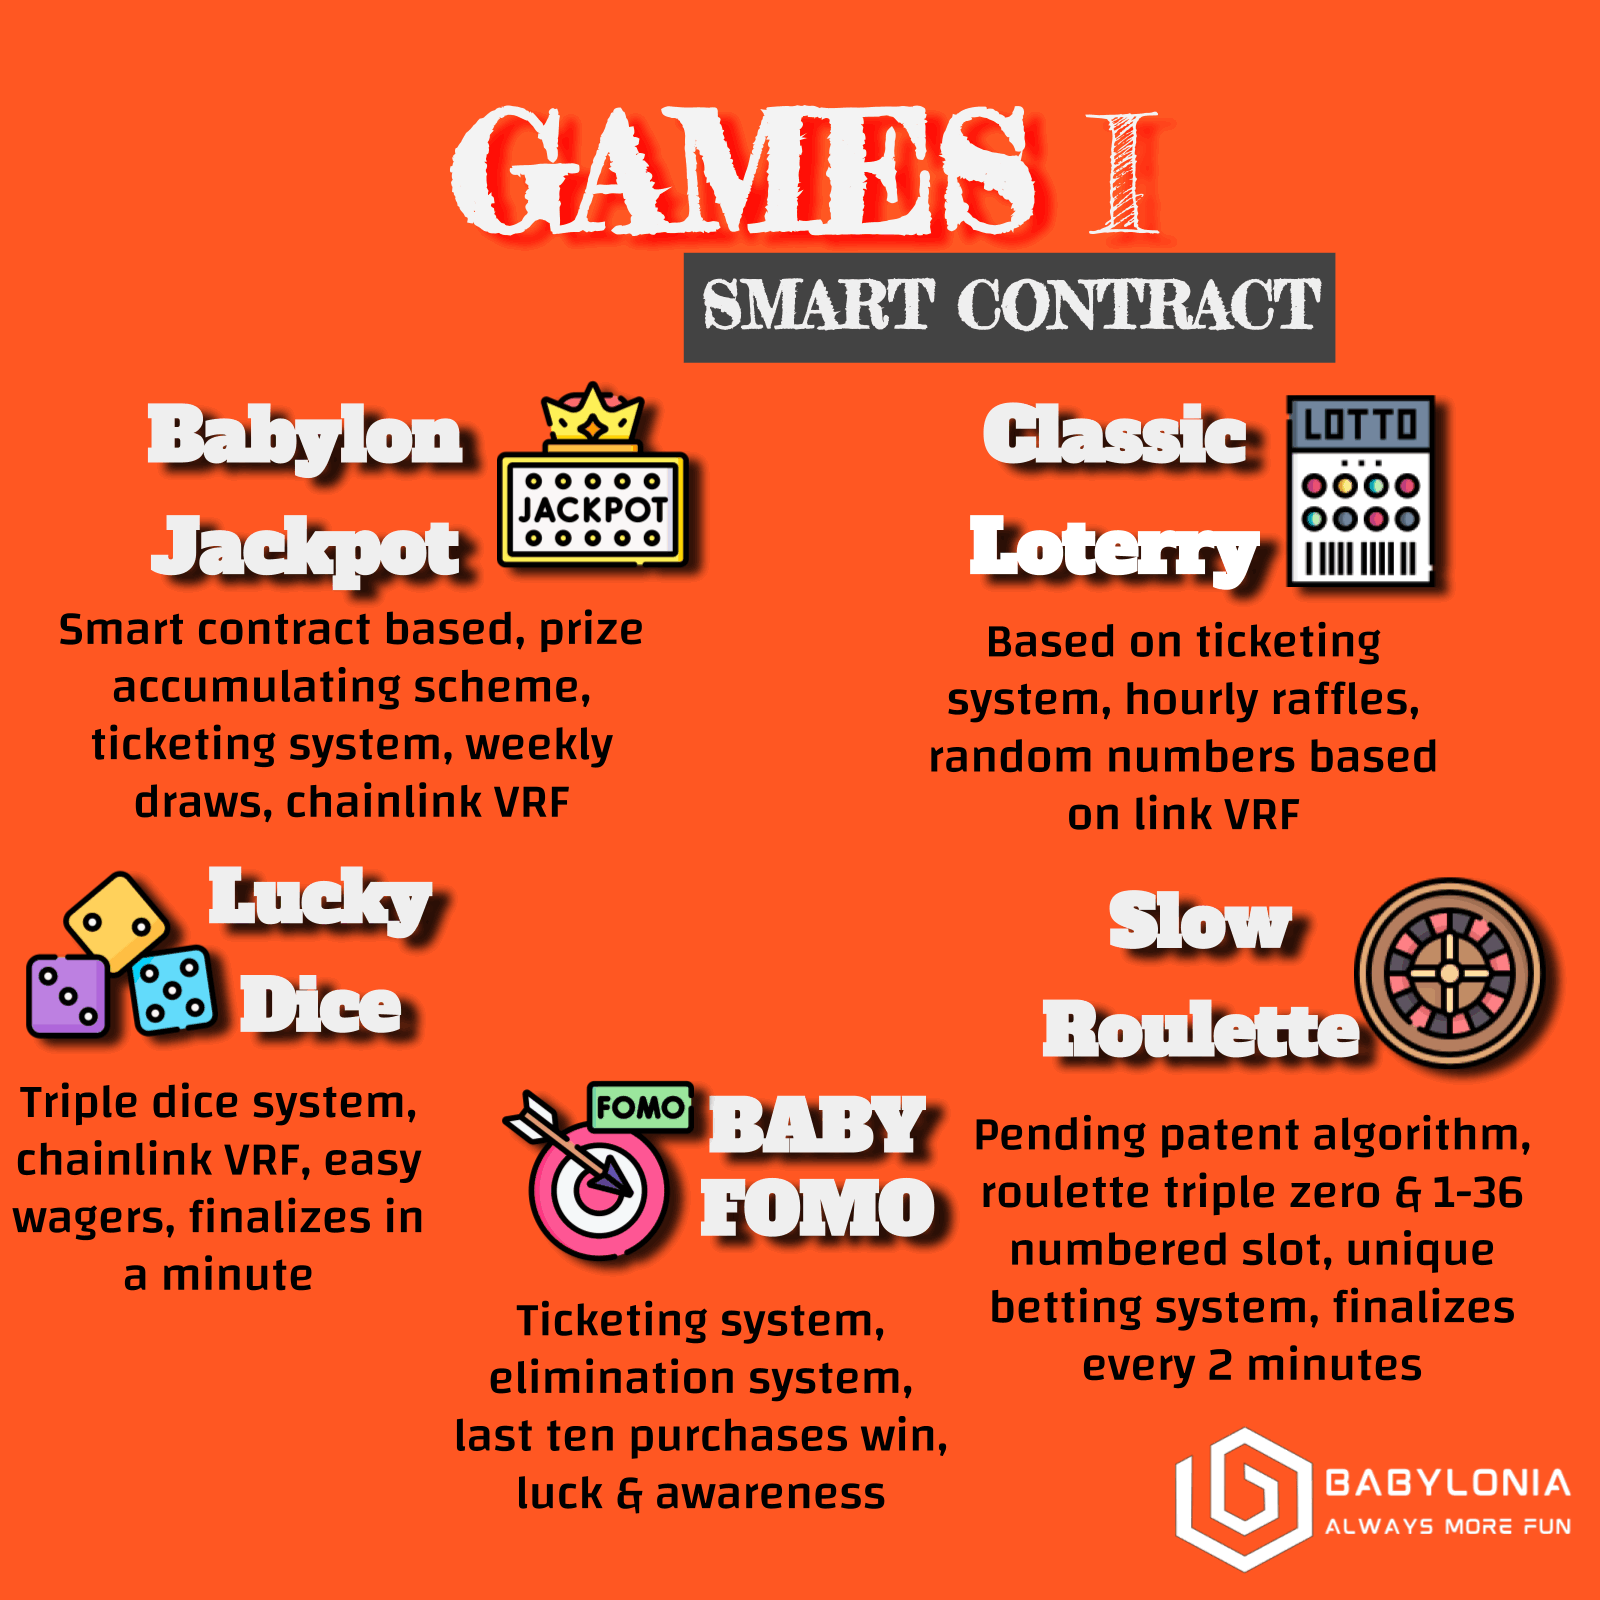 GAMES I
SMART CONTRACT
Babylon
Jackpot
JACKPOT
Smart contract based, prize
accumulating scheme,
ticketing system, weekly
draws, chainlink VRF
Classic
Loterry
LOTTO
Based on ticketing
system, hourly raffles,
random numbers based
on link VRF
Lucky
Dice
Triple dice system,
chainlink VRF, easy
wagers, finalizes in
a minute
FOMO
BABY
FOMO
Ticketing system,
elimination system,
last ten purchases win,
luck & awareness
Slow
Roulette
Pending patent algorithm,
roulette triple zero & 1-36
numbered slot, unique
betting system, finalizes
every 2 minutes
BABYLONIA
ALWAYS MORE FUN